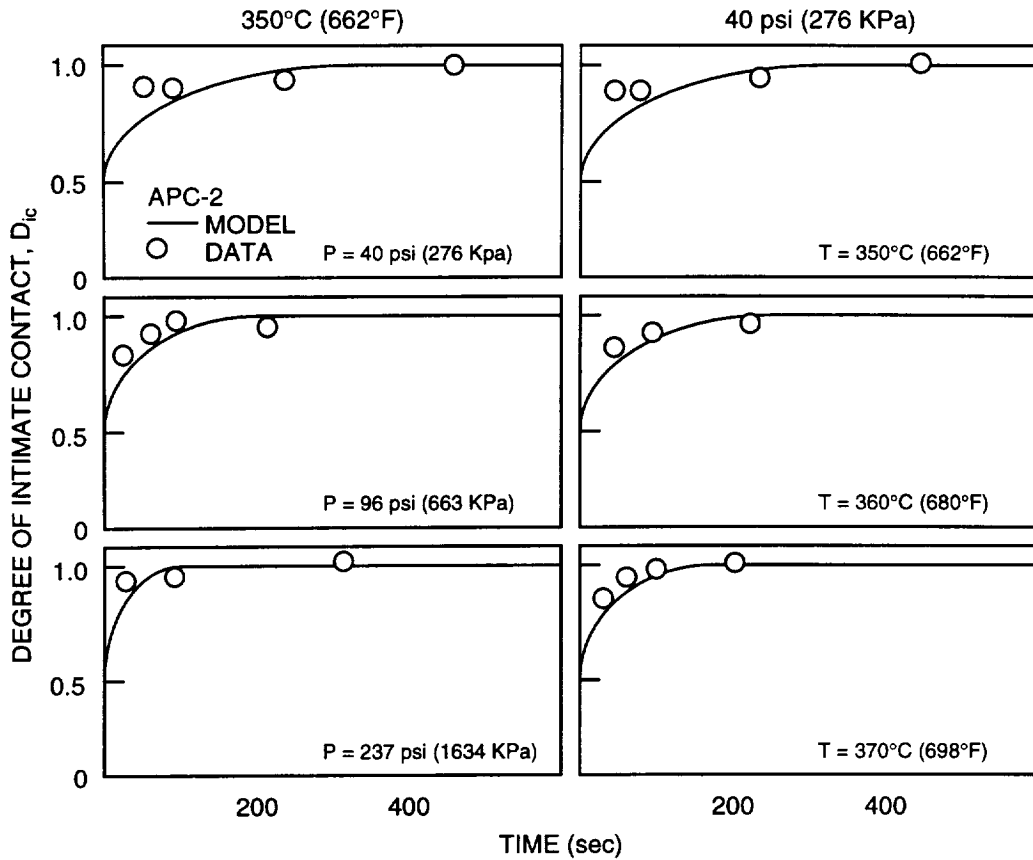 350°C (662°F)
40 psi (276 KPa)
DEGREE OF INTIMATE CONTACT, Dic
1.0
0.5
0
APC-2
MODEL
DATA
P = 40 psi (276 Kpa)
T = 350°C (662°F)
1.0
0.5
0
P = 96 psi (663 KPa)
T = 360°C (680°F)
1.0
0.5
0
P = 237 psi (1634 KPa)
T = 370°C (698°F)
200
400
200
400
TIME (sec)